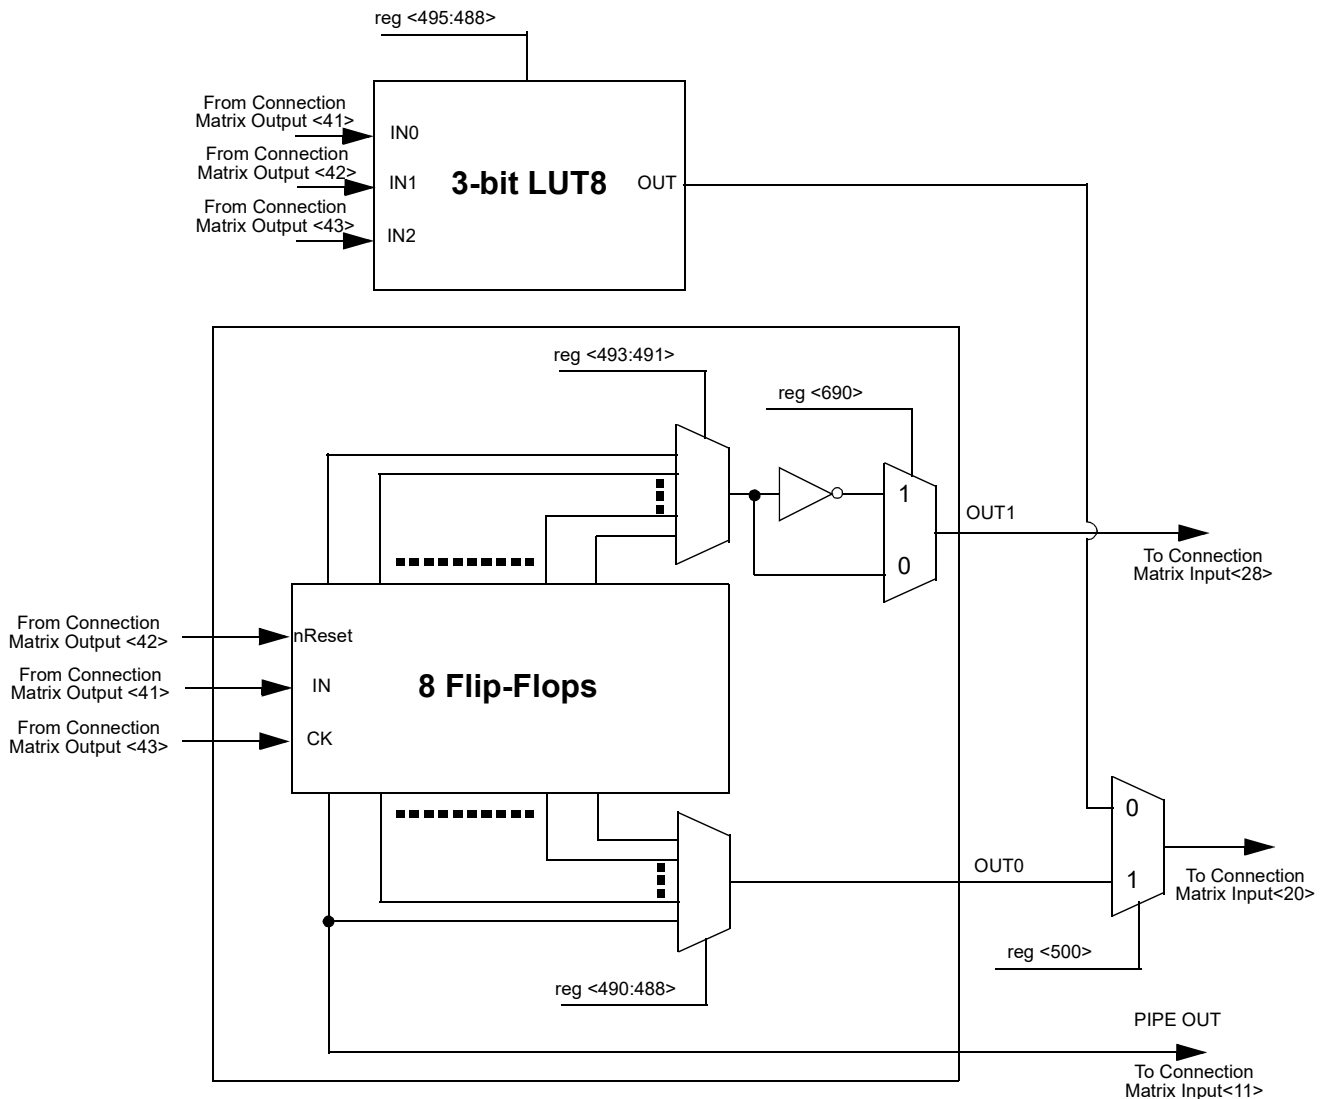 reg <495:488>
From Connection
Matrix Output <41>
IN0
From Connection
Matrix Output <42>
IN1
3-bit LUT8
OUT
From Connection
Matrix Output <43>
IN2
reg <493:491>
reg <690>
1
OUT1
0
To Connection
Matrix Input<28>
From Connection
Matrix Output <42>
nReset
From Connection
Matrix Output <41>
IN
8 Flip-Flops
From Connection
Matrix Output <43>
CK
0
OUT0
1
To Connection
Matrix Input<20>
reg <500>
reg <490:488>
PIPE OUT
To Connection
Matrix Input<11>